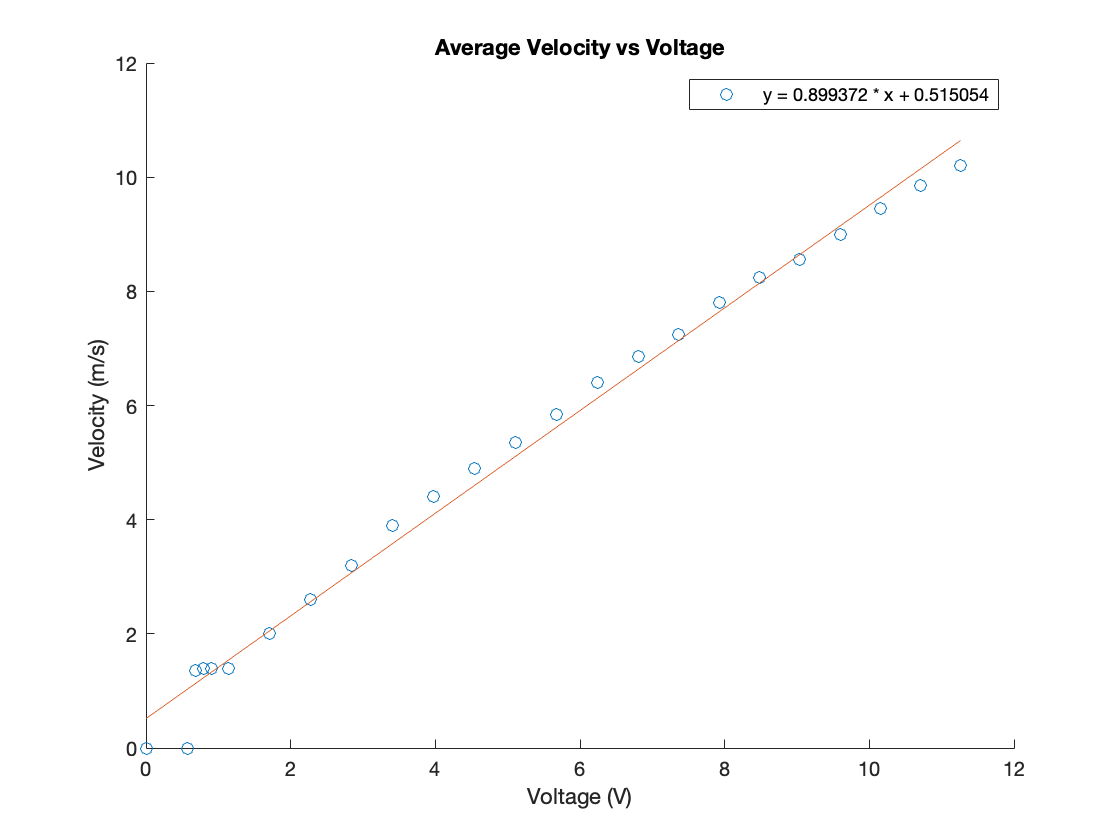 Average Velocity vs Voltage
y = 0.899372 * x + 0.515054
12
10
8
6
4
2
0
Velocity (m/s)
0 2 4 6 8 10 12
Voltage (V)